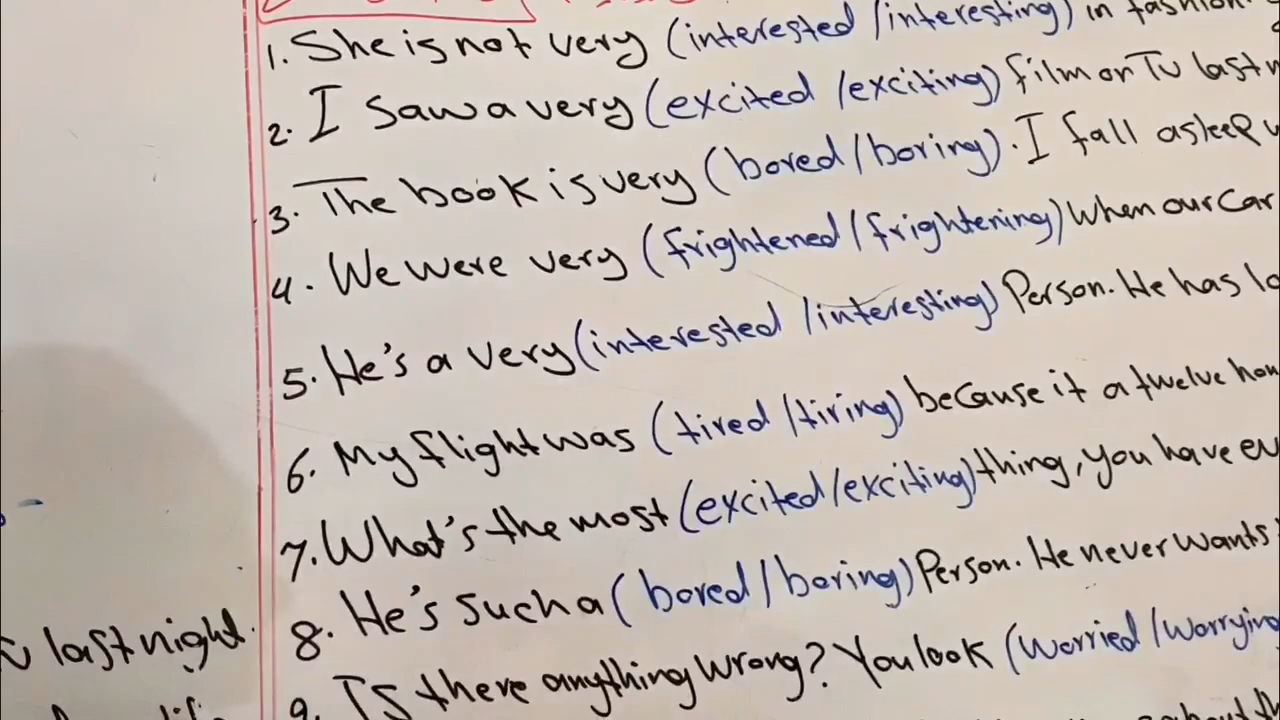 1. She is not very (interested / interesting) in fashion.
2. I saw a very (excited / exciting) film or Tv last
3. The book is very (bored / boring). I fall asleep
4. We were very (frightened / frightening) when our car
5. He's a very (interested / interesting) Person. He has
6. My flight was (tired / tiring) because it a twelve
7. What's the most (excited / exciting) thing, you have
8. He's such a (bored / boring) Person. He never wants
9. Is there anything wrong? You look (worried / worrying
last night.